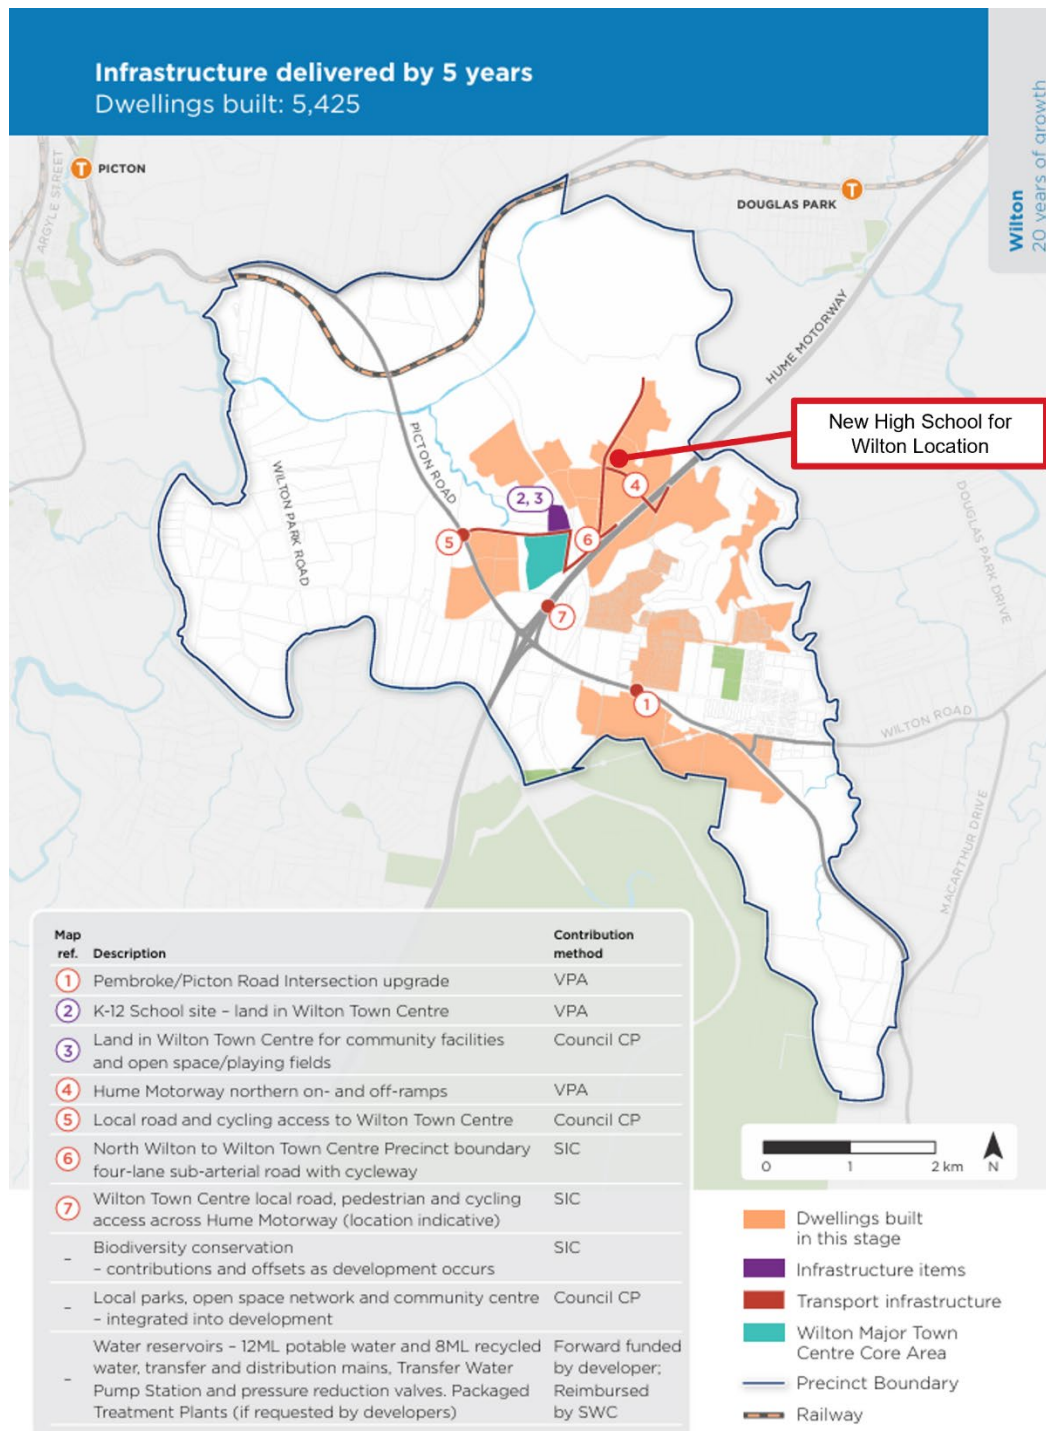 Infrastructure delivered by 5 years
Dwellings built: 5,425
Wilton
20 years of growth
T PICTON
T
DOUGLAS PARK
ARGYLE STREET
HUME MOTORWAY
New High School for
Wilton Location
PICTON ROAD
WILTON PARK ROAD
DOUGLAS PARK DRIVE
2, 3
4
5
6
7
1
WILTON ROAD
MACARTHUR DRIVE
Map
ref. Description
Contribution
method
1 Pembroke/Picton Road Intersection upgrade VPA
2 K-12 School site – land in Wilton Town Centre VPA
3 Land in Wilton Town Centre for community facilities
and open space/playing fields
Council CP
4 Hume Motorway northern on- and off-ramps VPA
5 Local road and cycling access to Wilton Town Centre Council CP
6 North Wilton to Wilton Town Centre Precinct boundary
four-lane sub-arterial road with cycleway
SIC
7 Wilton Town Centre local road, pedestrian and cycling
access across Hume Motorway (location indicative)
SIC
– Biodiversity conservation
– contributions and offsets as development occurs
SIC
– Local parks, open space network and community centre
– integrated into development
Council CP
– Water reservoirs – 12ML potable water and 8ML recycled
water, transfer and distribution mains, Transfer Water
Pump Station and pressure reduction valves. Packaged
Treatment Plants (if requested by developers)
Forward funded
by developer;
Reimbursed
by SWC
0 1 2 km N
Dwellings built
in this stage
Infrastructure items
Transport infrastructure
Wilton Major Town
Centre Core Area
Precinct Boundary
Railway